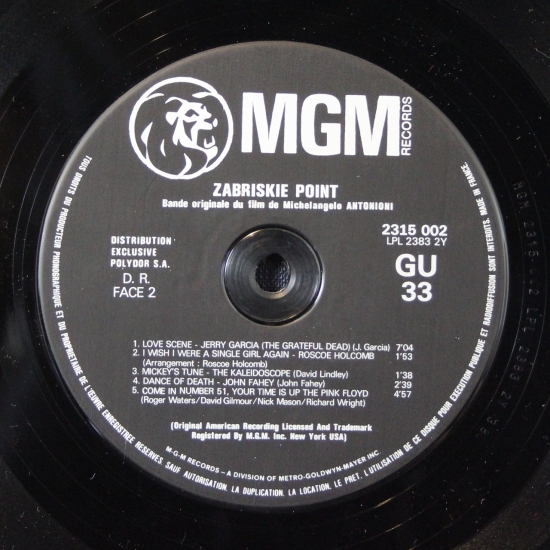 MGM
RECORDS
ZABRISKIE POINT
Bande originale du film de Michelangelo ANTONIONI
DISTRIBUTION
EXCLUSIVE
POLYDOR S.A.
D. R.
FACE 2
2315 002
LPL 2383 2Y
GU
33
1. LOVE SCENE - JERRY GARCIA (THE GRATEFUL DEAD) (J. Garcia) 7'04
2. I WISH I WERE A SINGLE GIRL AGAIN - ROSCOE HOLCOMB 1'53
(Arrangement : Roscoe Holcomb)
3. MICKEY'S TUNE - THE KALEIDOSCOPE (David Lindley) 1'38
4. DANCE OF DEATH - JOHN FAHEY (John Fahey) 2'39
5. COME IN NUMBER 51, YOUR TIME IS UP THE PINK FLOYD 4'57
(Roger Waters/David Gilmour/Nick Mason/Richard Wright)
(Original American Recording Licensed And Trademark
Registered By M.G.M. Inc. New York USA)
M-G-M RECORDS - A DIVISION OF METRO-GOLDWYN-MAYER INC.
TOUS DROITS DU PRODUCTEUR PHONOGRAPHIQUE ET DU PROPRIETAIRE DE L'ŒUVRE ENREGISTREE RESERVES. SAUF AUTORISATION, LA DUPLICATION, LA LOCATION, LE PRET, L'UTILISATION DE CE DISQUE POUR EXECUTION PUBLIQUE ET RADIODIFFUSION SONT INTERDITS. MADE IN FRANCE.